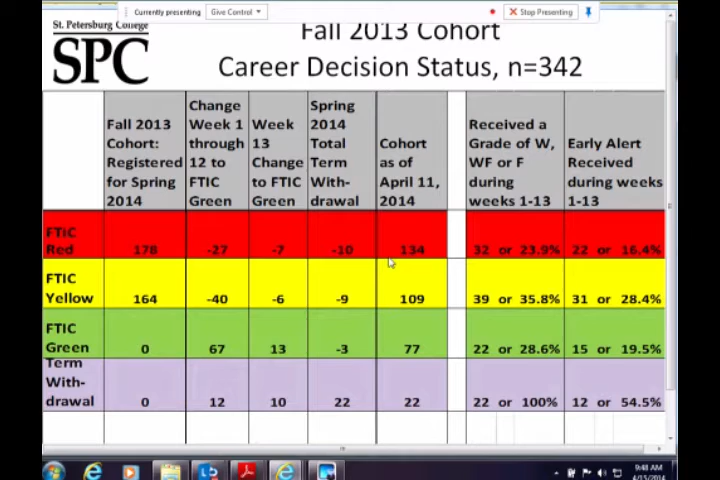 Currently presenting Give Control Stop Presenting
St. Petersburg College
SPC
Fall 2013 Cohort
Career Decision Status, n=342
Fall 2013 Cohort: Registered for Spring 2014
Change Week 1 through 12 to FTIC Green
Week 13 Change to FTIC Green
Spring 2014 Total Term With-drawal
Cohort as of April 11, 2014
Received a Grade of W, WF or F during weeks 1-13
Early Alert Received during weeks 1-13
FTIC Red 178 -27 -7 -10 134 32 or 23.9% 22 or 16.4%
FTIC Yellow 164 -40 -6 -9 109 39 or 35.8% 31 or 28.4%
FTIC Green 0 67 13 -3 77 22 or 28.6% 15 or 19.5%
Term With-drawal 0 12 10 22 22 22 or 100% 12 or 54.5%
9:48 AM
4/15/2014